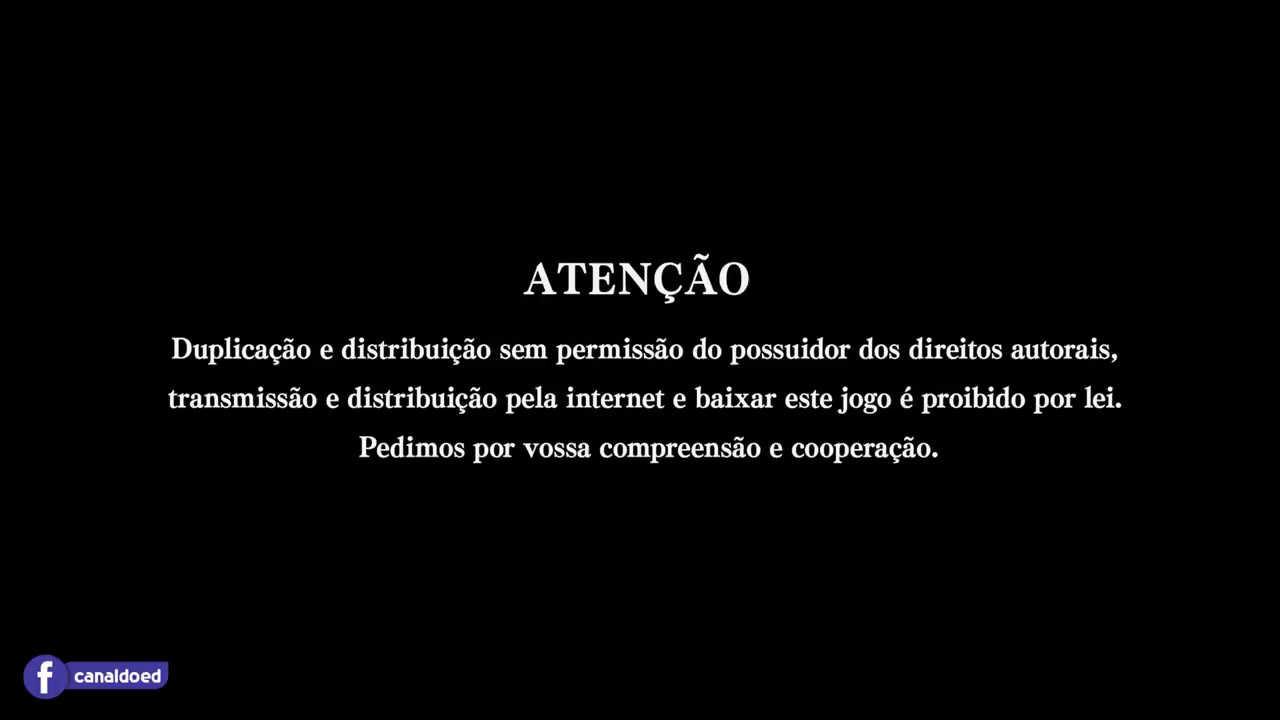 ATENÇÃO
Duplicação e distribuição sem permissão do possuidor dos direitos autorais,
transmissão e distribuição pela internet e baixar este jogo é proibido por lei.
Pedimos por vossa compreensão e cooperação.
f canaldoed